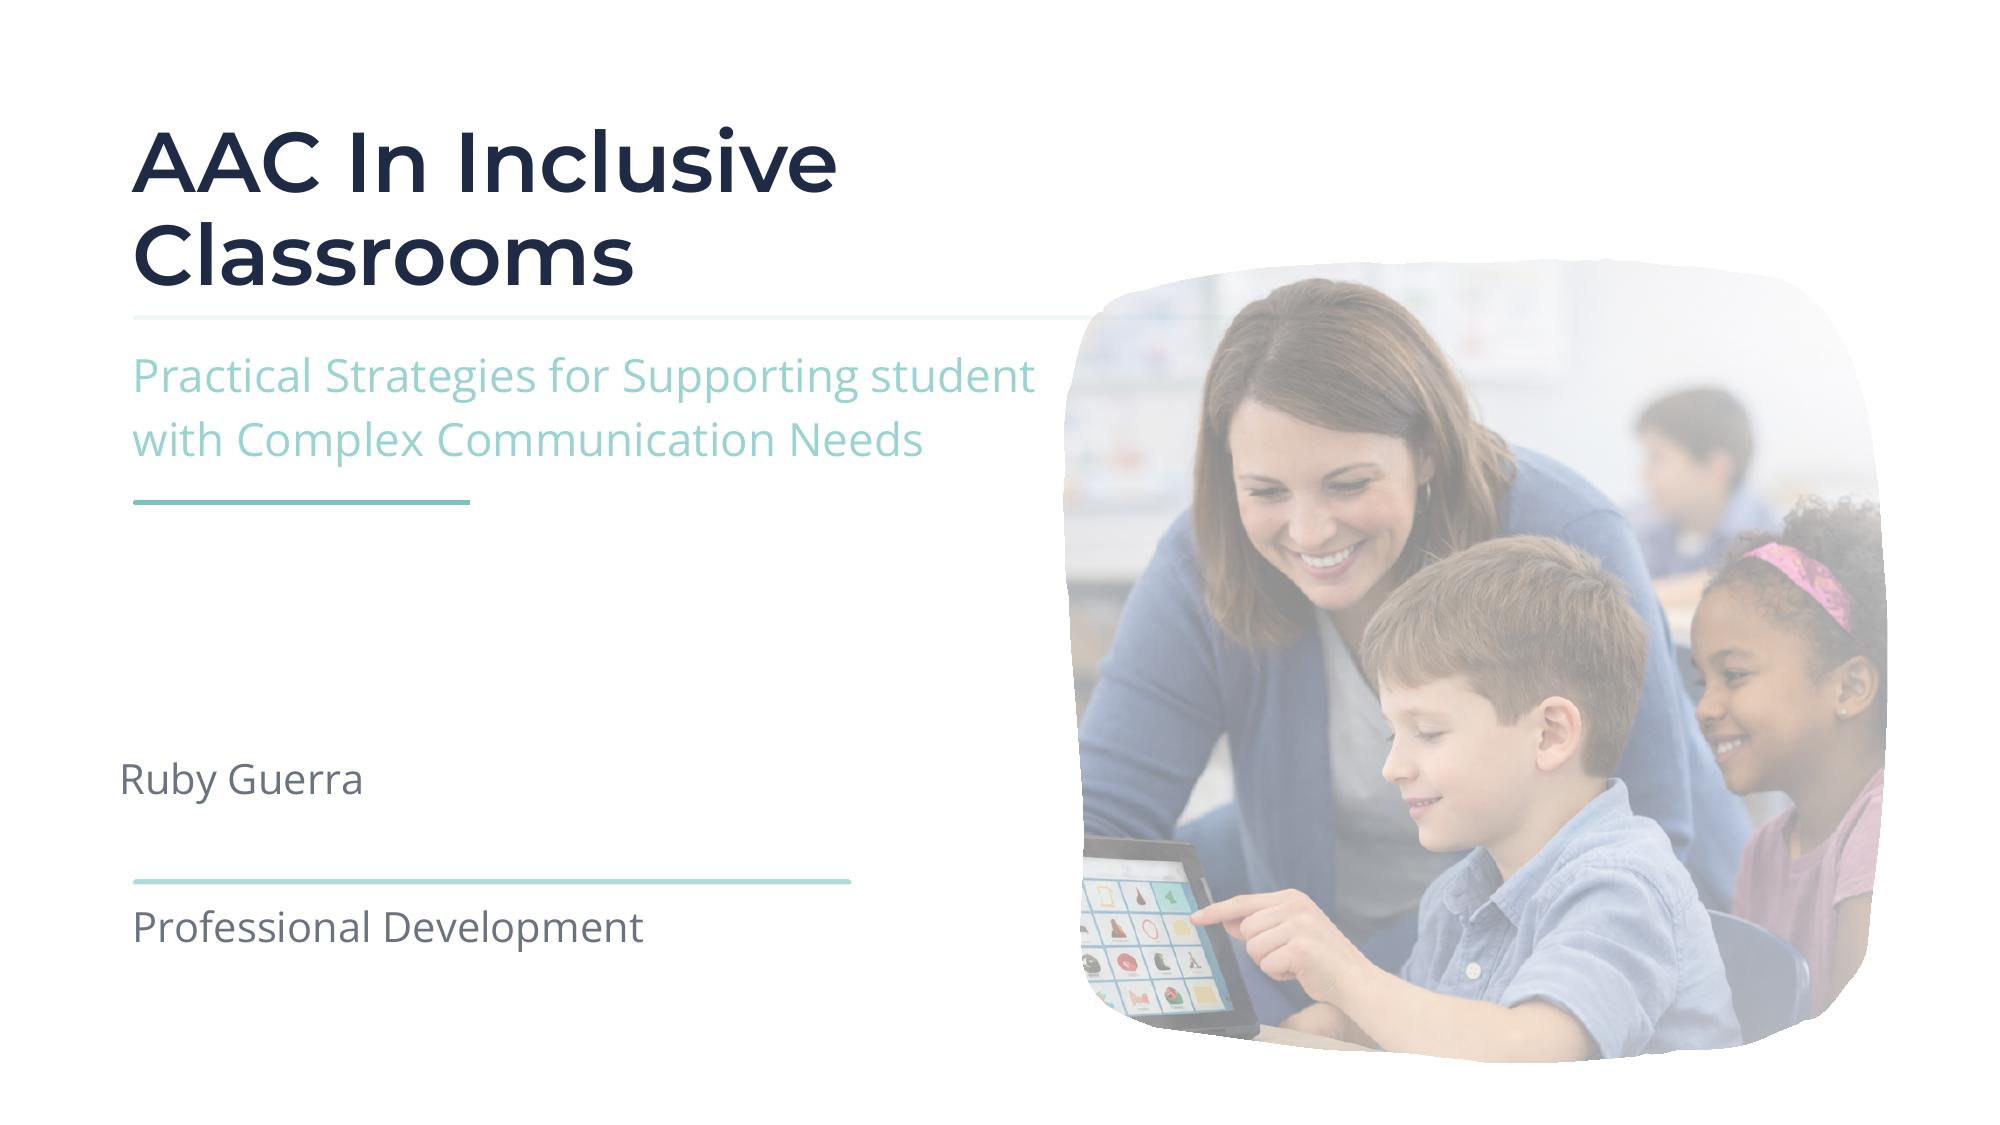 AAC In Inclusive
Classrooms
Practical Strategies for Supporting student
with Complex Communication Needs
Ruby Guerra
Professional Development